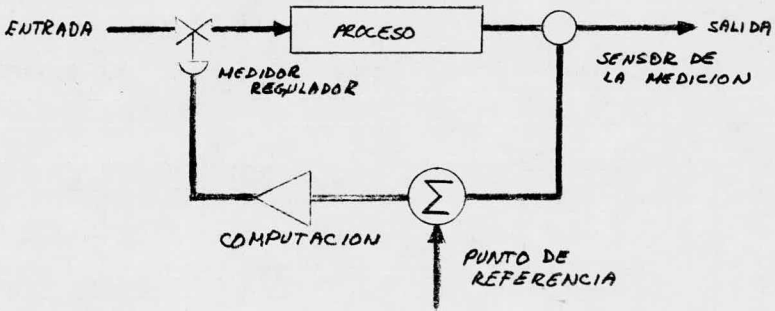 ENTRADA
PROCESO
SALIDA
SENSOR DE
LA MEDICION
MEDIDOR
REGULADOR
Σ
COMPUTACION
PUNTO DE
REFERENCIA